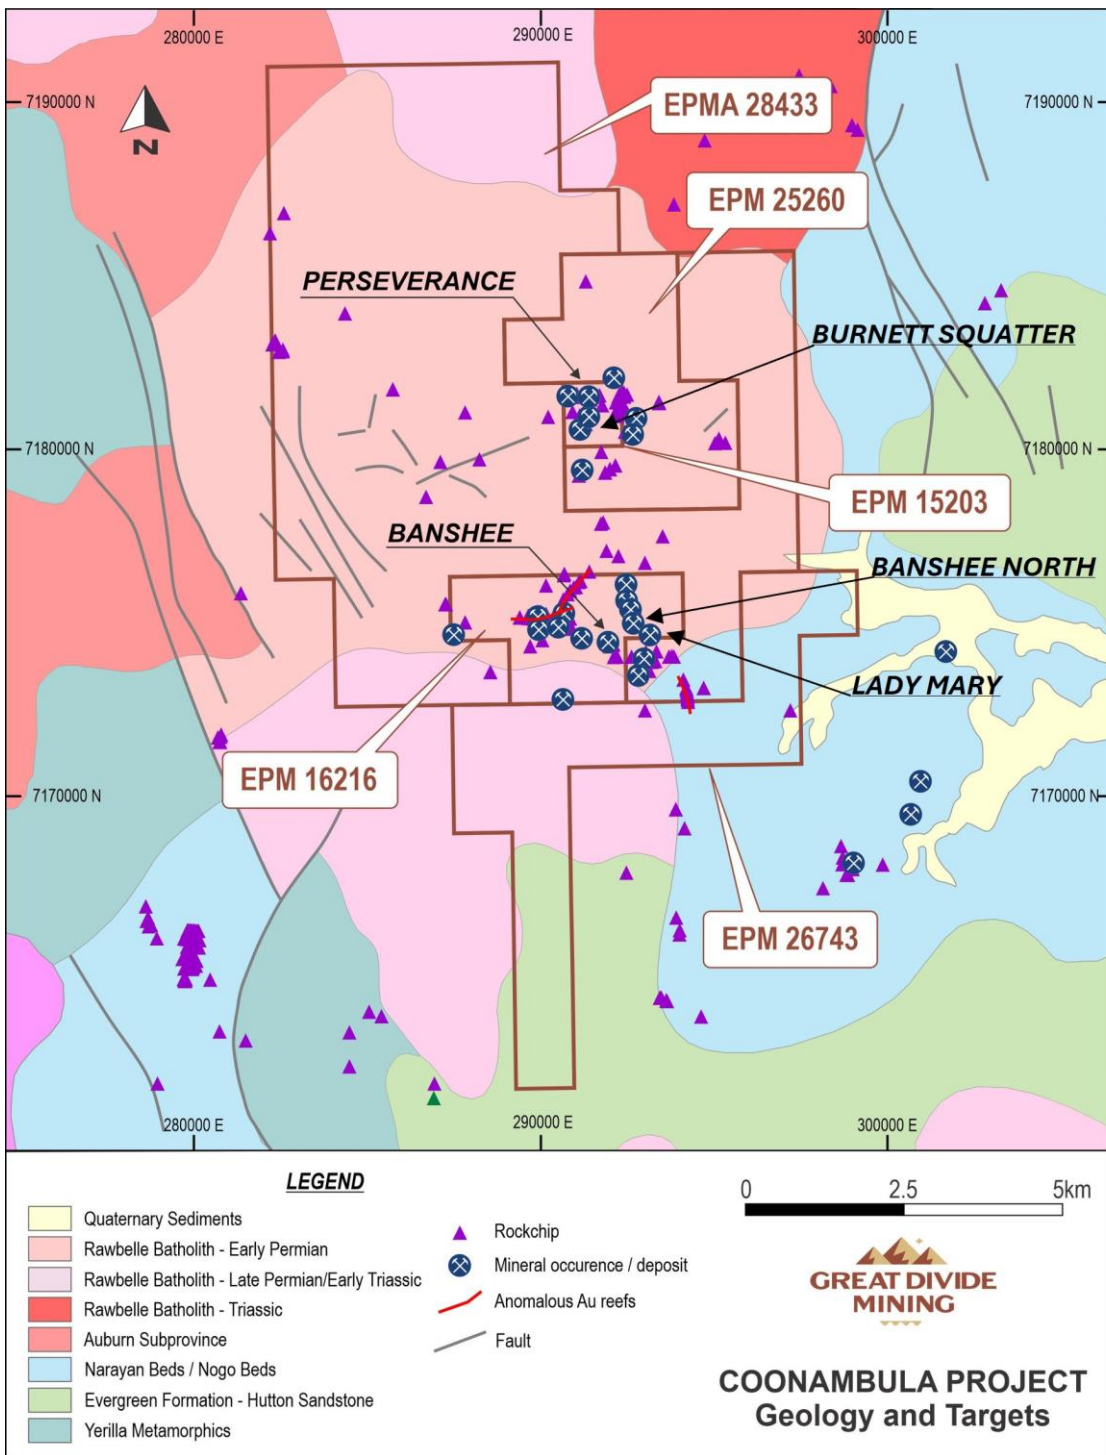 280000 E
290000 E
300000 E
7190000 N
7190000 N
EPMA 28433
N
EPM 25260
PERSEVERANCE
BURNETT SQUATTER
7180000 N
7180000 N
EPM 15203
BANSHEE
BANSHEE NORTH
LADY MARY
EPM 16216
7170000 N
7170000 N
EPM 26743
280000 E
290000 E
300000 E
LEGEND
Quaternary Sediments
Rawbelle Batholith - Early Permian
Rawbelle Batholith - Late Permian/Early Triassic
Rawbelle Batholith - Triassic
Auburn Subprovince
Narayan Beds / Nogo Beds
Evergreen Formation - Hutton Sandstone
Yerilla Metamorphics
Rockchip
Mineral occurence / deposit
Anomalous Au reefs
Fault
0 2.5 5km
GREAT DIVIDE
MINING
COONAMBULA PROJECT
Geology and Targets